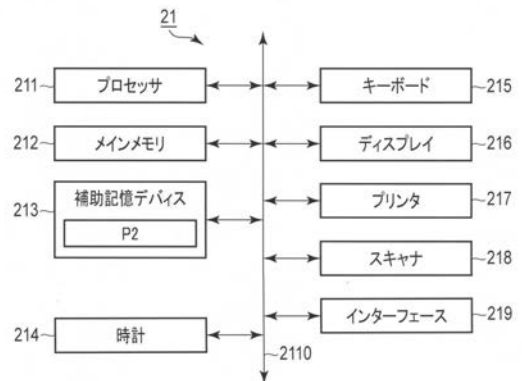 21
211 プロセッサ
キーボード 215
212 メインメモリ
ディスプレイ 216
213 補助記憶デバイス
P2
プリンタ 217
スキャナ 218
214 時計
インターフェース 219
2110